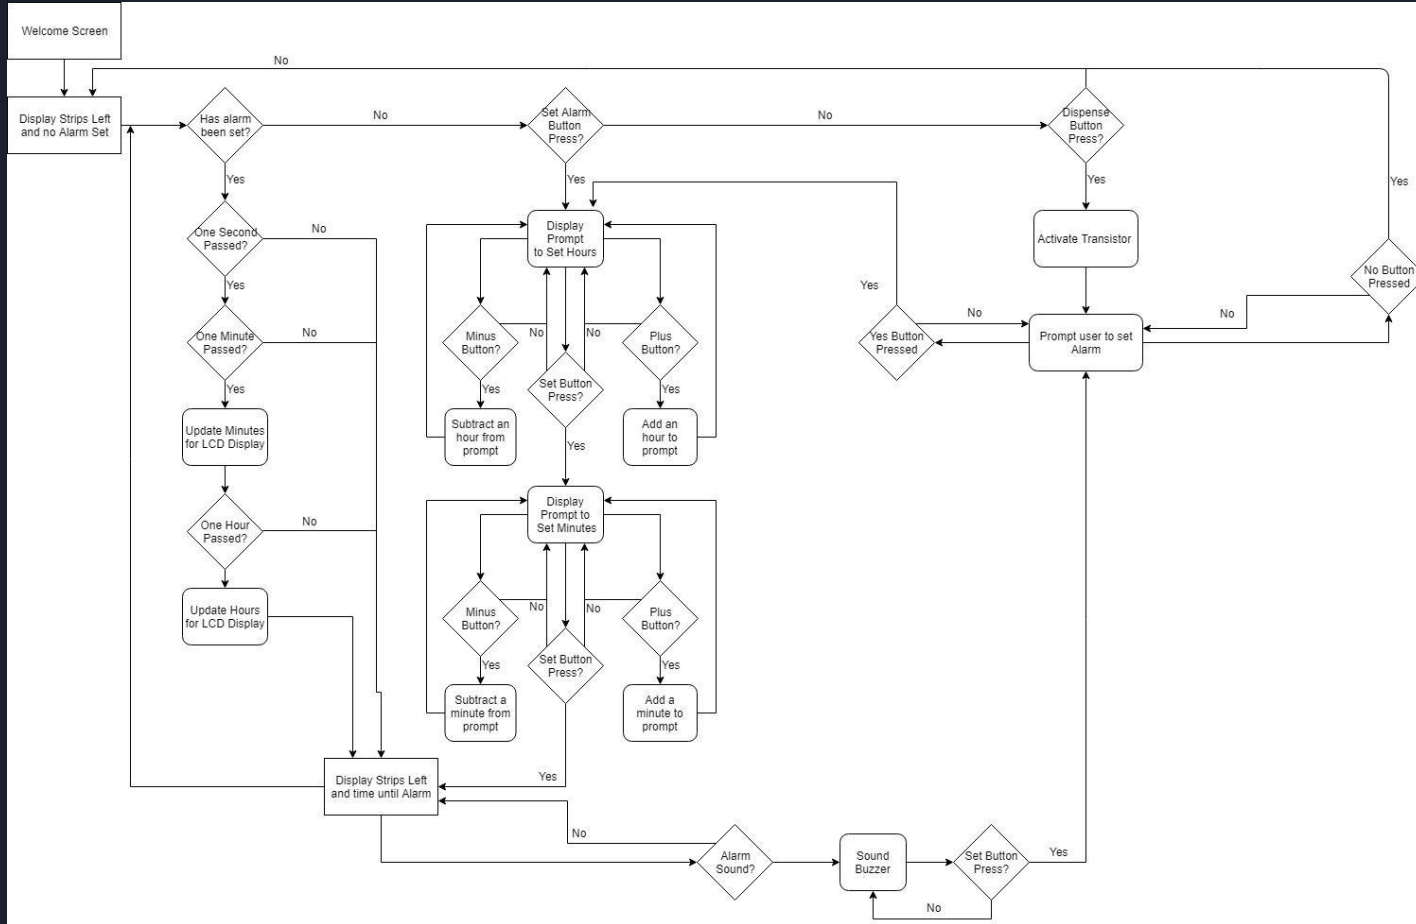 Welcome Screen
No
Display Strips Left
and no Alarm Set
Has alarm
been set?
No
Set Alarm
Button
Press?
No
Dispense
Button
Press?
Yes
Yes
Yes
Yes
One Second
Passed?
No
Display
Prompt
to Set Hours
Activate Transistor
No Button
Pressed
Yes
Yes
No
No
One Minute
Passed?
No
Minus
Button?
No
No
Plus
Button?
Yes Button
Pressed
Prompt user to set
Alarm
Yes
Yes
Set Button
Press?
Yes
Update Minutes
for LCD Display
Subtract an
hour from
prompt
Yes
Add an
hour to
prompt
One Hour
Passed?
No
Display
Prompt to
Set Minutes
Update Hours
for LCD Display
Minus
Button?
No
No
Plus
Button?
Yes
Set Button
Press?
Yes
Subtract a
minute from
prompt
Add a
minute to
prompt
Display Strips Left
and time until Alarm
Yes
No
Alarm
Sound?
Sound
Buzzer
Set Button
Press?
Yes
No